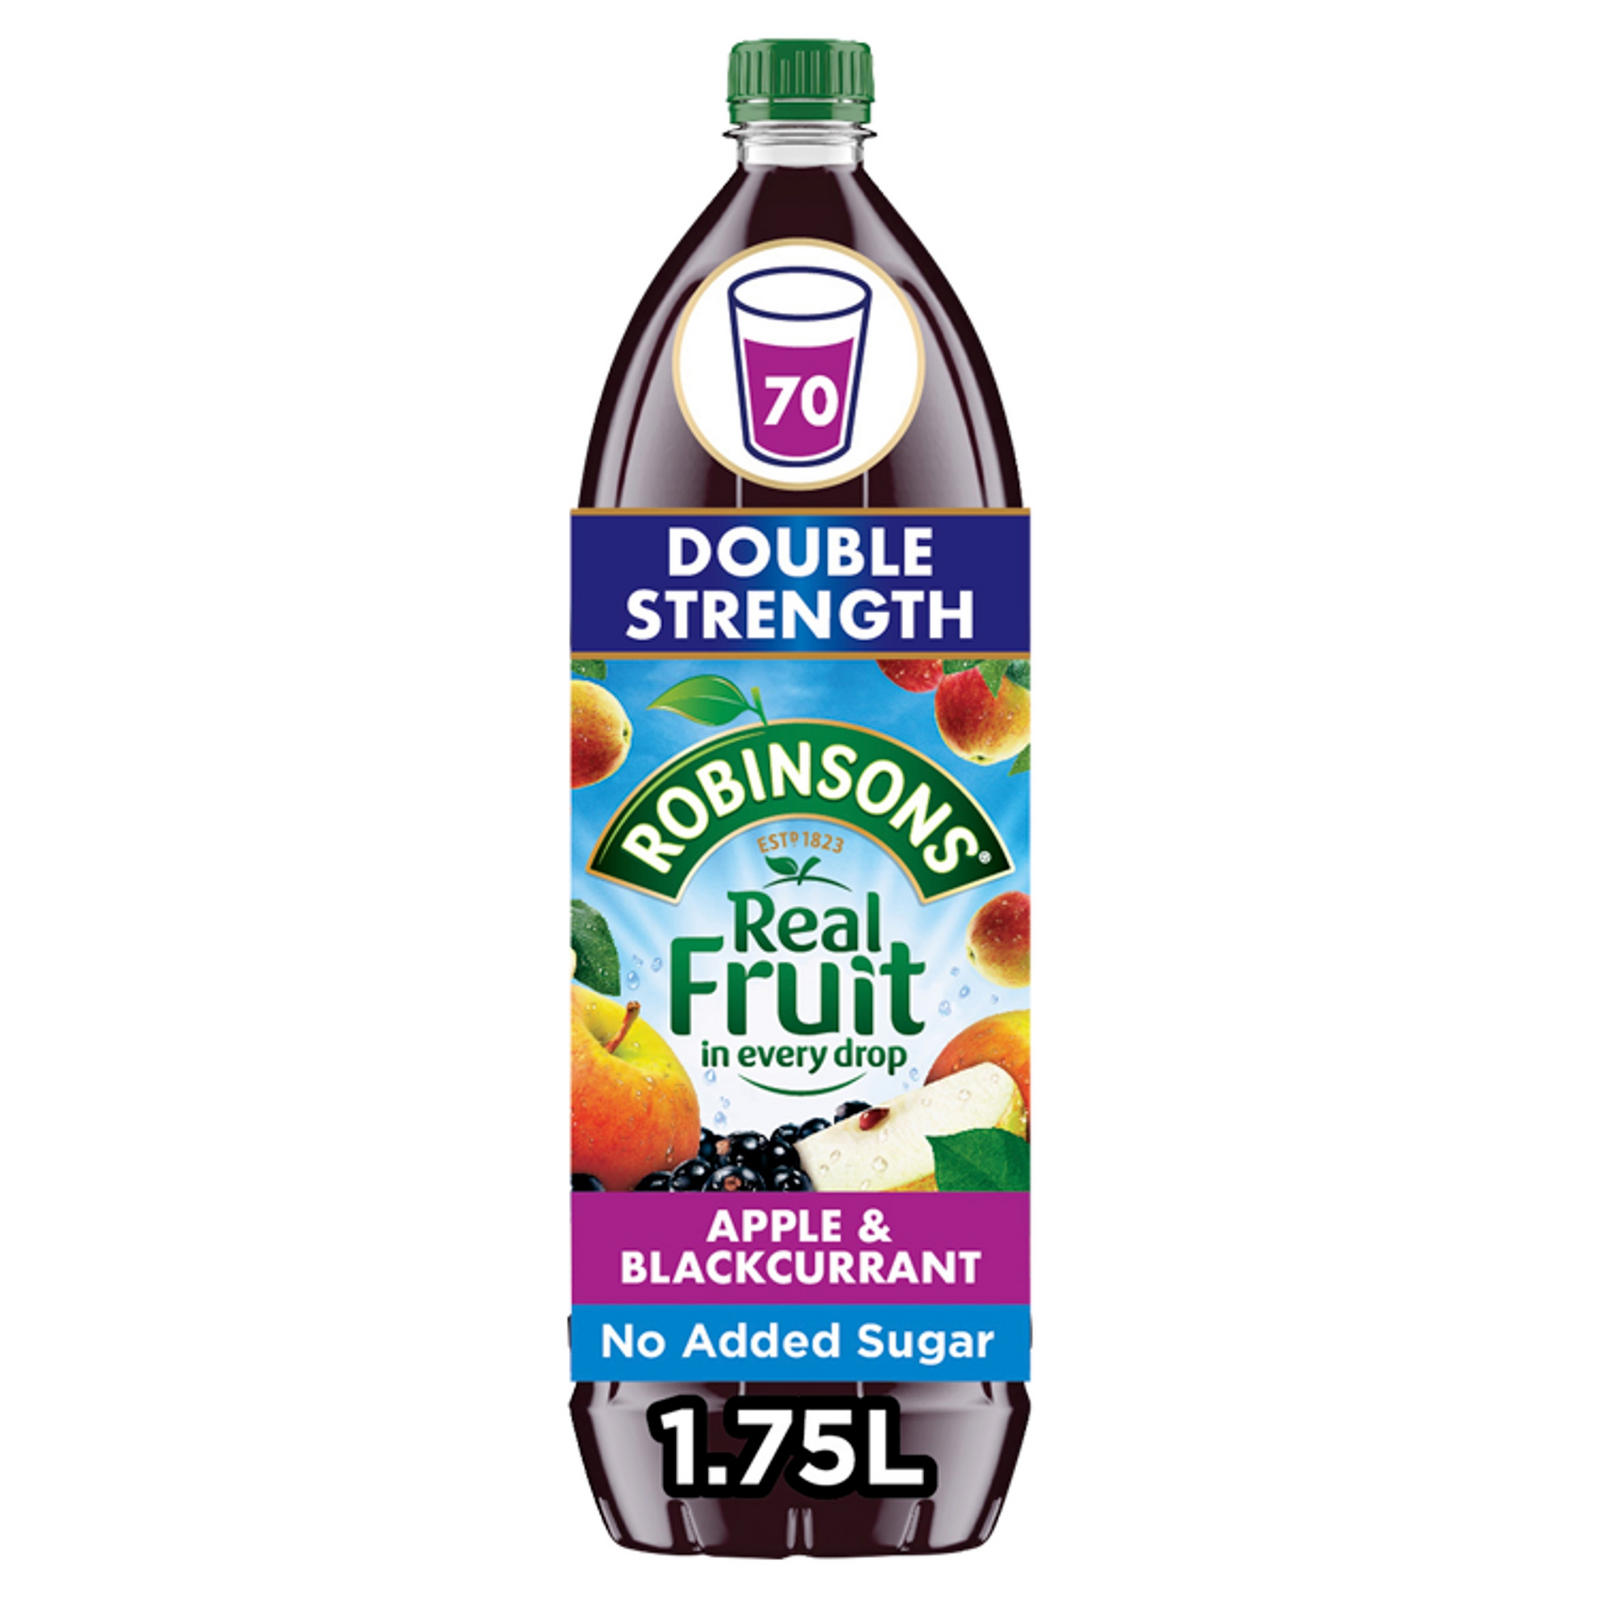 70
DOUBLE
STRENGTH
ROBINSONS®
ESTD 1823
Real
Fruit
in every drop
APPLE &
BLACKCURRANT
No Added Sugar
1.75L